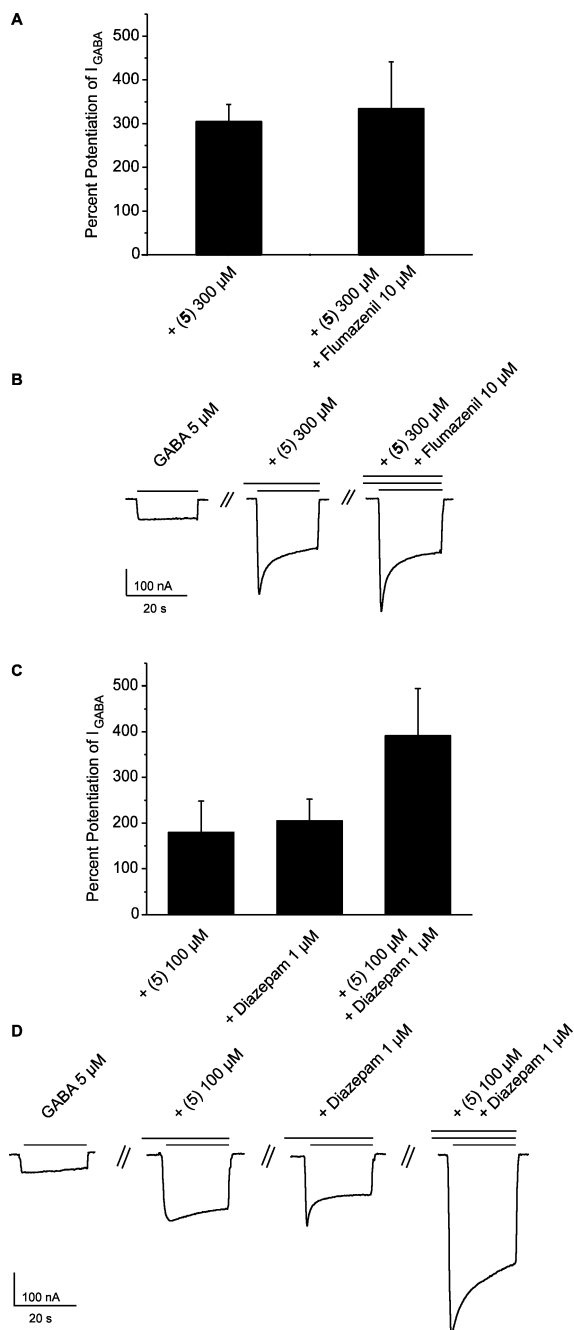 A
Percent Potentiation of I_GABA
500
400
300
200
100
0
+ (5) 300 µM
+ (5) 300 µM
+ Flumazenil 10 µM
B
GABA 5 µM
+ (5) 300 µM
+ (5) 300 µM
+ Flumazenil 10 µM
//
//
100 nA
20 s
C
Percent Potentiation of I_GABA
500
400
300
200
100
0
+ (5) 100 µM
+ Diazepam 1 µM
+ (5) 100 µM
+ Diazepam 1 µM
D
GABA 5 µM
+ (5) 100 µM
+ Diazepam 1 µM
+ (5) 100 µM
+ Diazepam 1 µM
//
//
//
100 nA
20 s